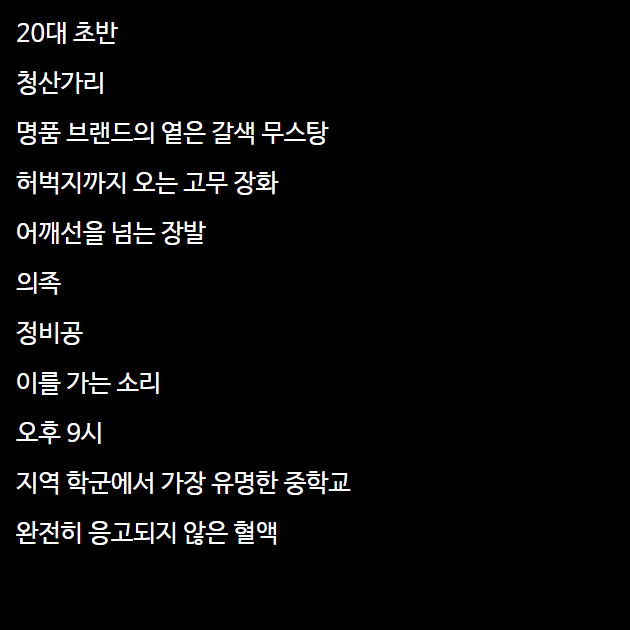 20대 초반
청산가리
명품 브랜드의 옅은 갈색 무스탕
허벅지까지 오는 고무 장화
어깨선을 넘는 장발
의족
정비공
이를 가는 소리
오후 9시
지역 학군에서 가장 유명한 중학교
완전히 응고되지 않은 혈액